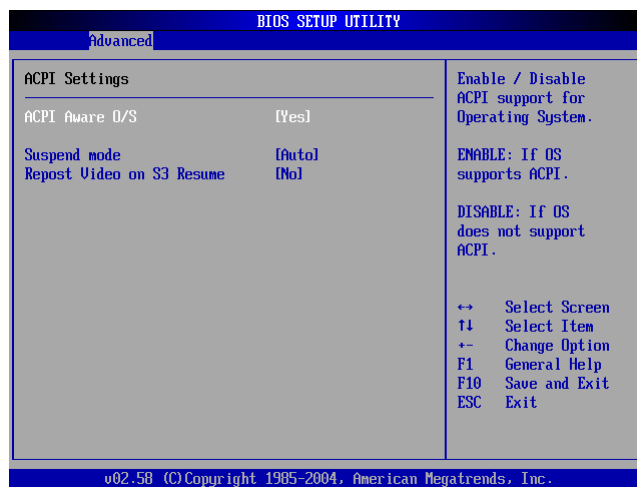 BIOS SETUP UTILITY
Advanced
ACPI Settings
ACPI Aware O/S [Yes]
Suspend mode [Auto]
Repost Video on S3 Resume [No]
Enable / Disable
ACPI support for
Operating System.
ENABLE: If OS
supports ACPI.
DISABLE: If OS
does not support
ACPI.
←→ Select Screen
↑↓ Select Item
+- Change Option
F1 General Help
F10 Save and Exit
ESC Exit
v02.58 (C)Copyright 1985-2004, American Megatrends, Inc.